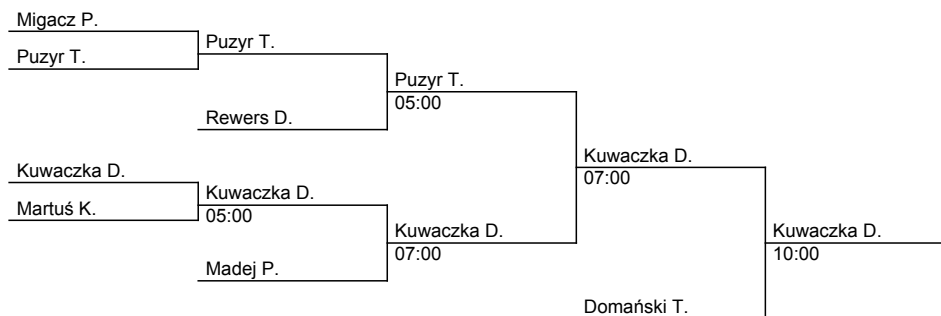 Migacz P.
Puzyr T.
Puzyr T.
Rewers D.
Puzyr T.
05:00
Kuwaczka D.
Martuś K.
Kuwaczka D.
05:00
Madej P.
Kuwaczka D.
07:00
Kuwaczka D.
07:00
Domański T.
Kuwaczka D.
10:00